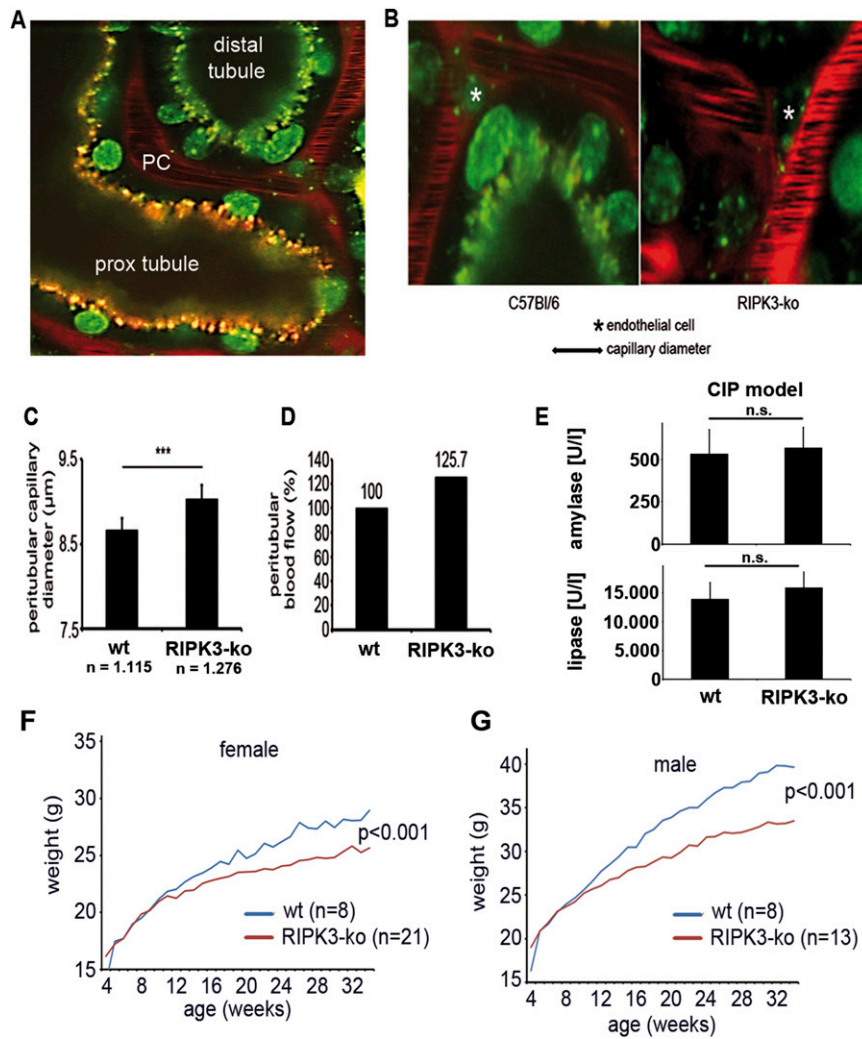 A
distal
tubule
PC
prox tubule
B
*
*
C57Bl/6
RIPK3-ko
* endothelial cell
capillary diameter
C
peritubular capillary
diameter (µm)
9.5
8.5
7.5
***
wt
RIPK3-ko
n = 1.115
n = 1.276
D
peritubular
blood flow (%)
140
120
100
80
60
40
20
0
100
125.7
wt
RIPK3-ko
E
CIP model
n.s.
amylase [U/l]
500
250
0
n.s.
lipase [U/l]
15.000
10.000
5.000
0
wt
RIPK3-ko
F
female
weight (g)
35
30
25
20
15
p<0.001
wt (n=8)
RIPK3-ko (n=21)
4 8 12 16 20 24 28 32
age (weeks)
G
male
weight (g)
40
35
30
25
20
15
p<0.001
wt (n=8)
RIPK3-ko (n=13)
4 8 12 16 20 24 28 32
age (weeks)